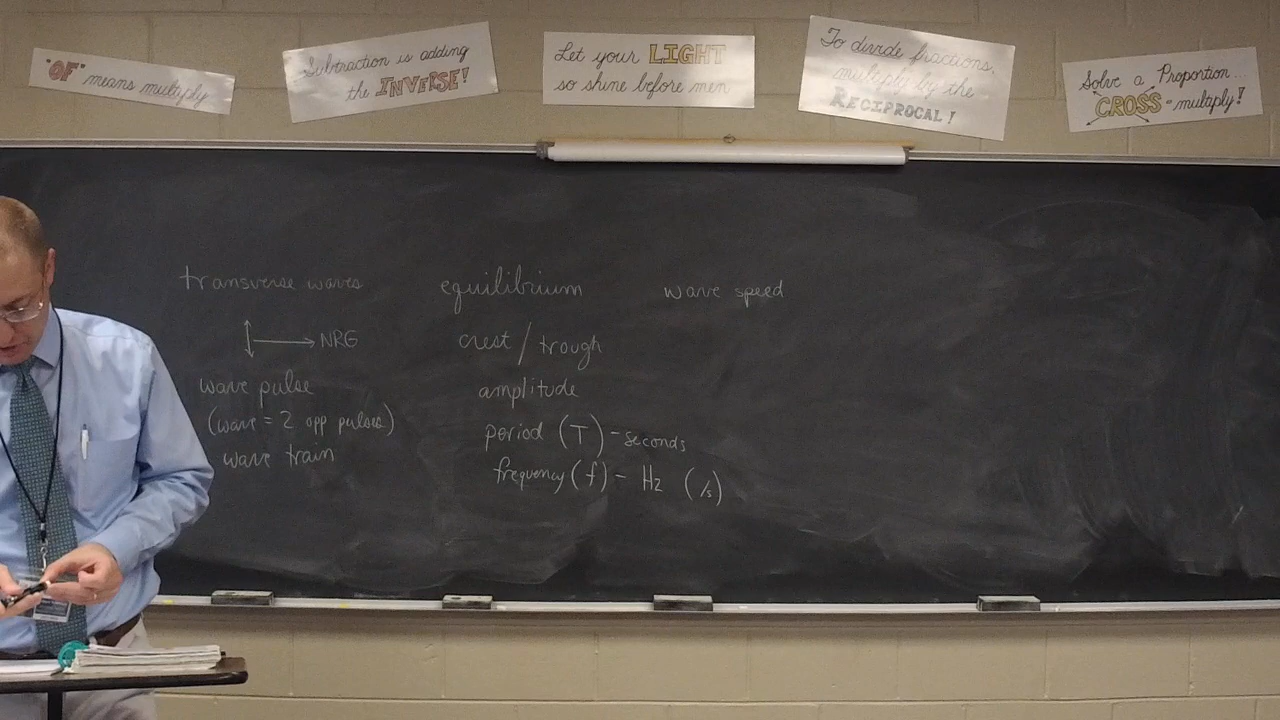 "OF" means multiply
Subtraction is adding
the INVERSE!
Let your LIGHT
so shine before men
To divide fractions,
multiply by the
RECIPROCAL!
Solve a Proportion...
CROSS-multiply!
transverse waves
NRG
wave pulse
(wave = 2 opp pulses)
wave train
equilibrium
crest / trough
amplitude
period (T) - seconds
frequency (f) - Hz (/s)
wave speed